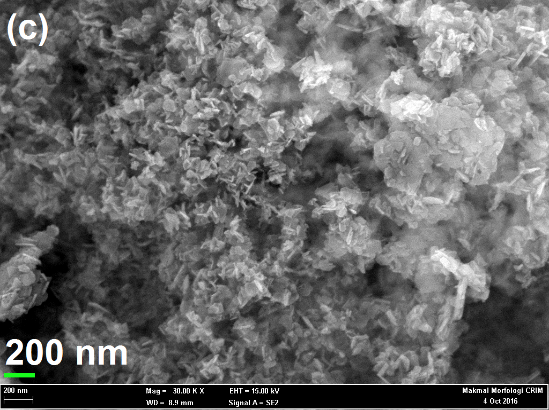 (c)
200 nm
200 nm
Mag = 30.00 K X
EHT = 15.00 kV
Makmal Morfologi CRIM
WD = 8.9 mm
Signal A = SE2
4 Oct 2016